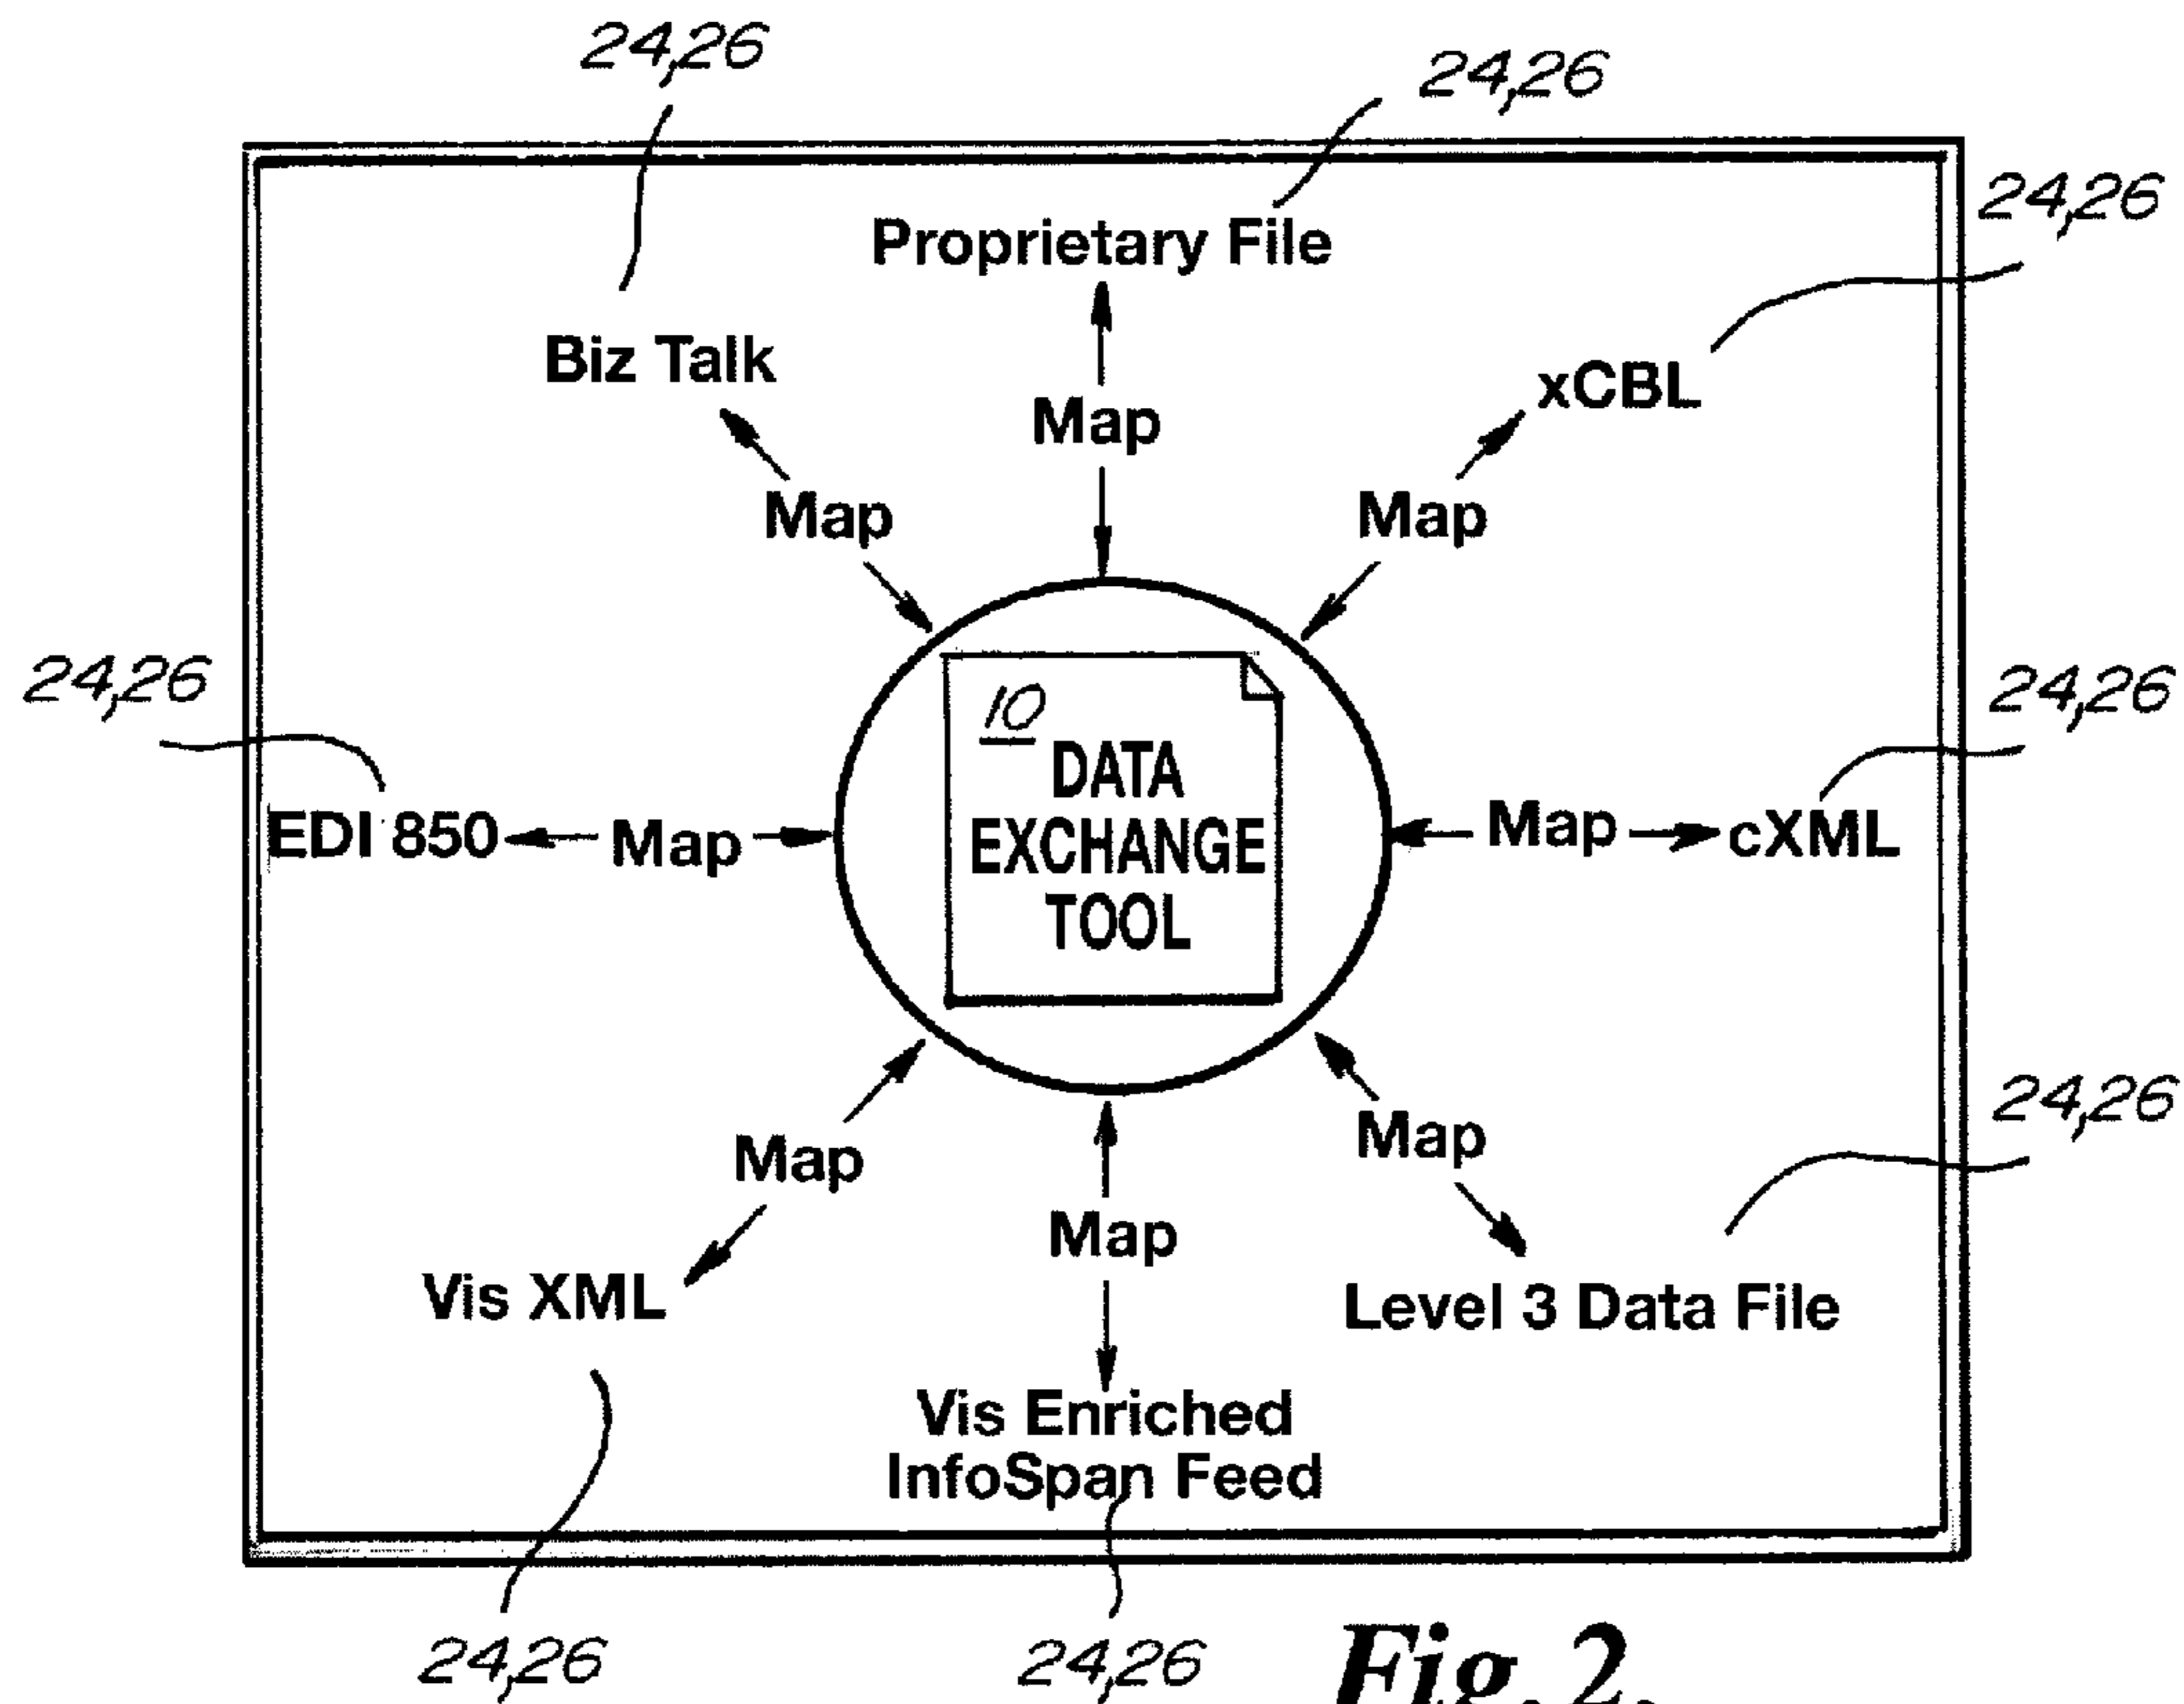 24,26
24,26
24,26
Proprietary File
Biz Talk
xCBL
Map
Map
Map
24,26
24,26
10
DATA
EXCHANGE
TOOL
EDI 850
Map
Map
cXML
24,26
Map
Map
Map
Vis XML
Level 3 Data File
Vis Enriched
InfoSpan Feed
24,26
24,26
Fig. 2.